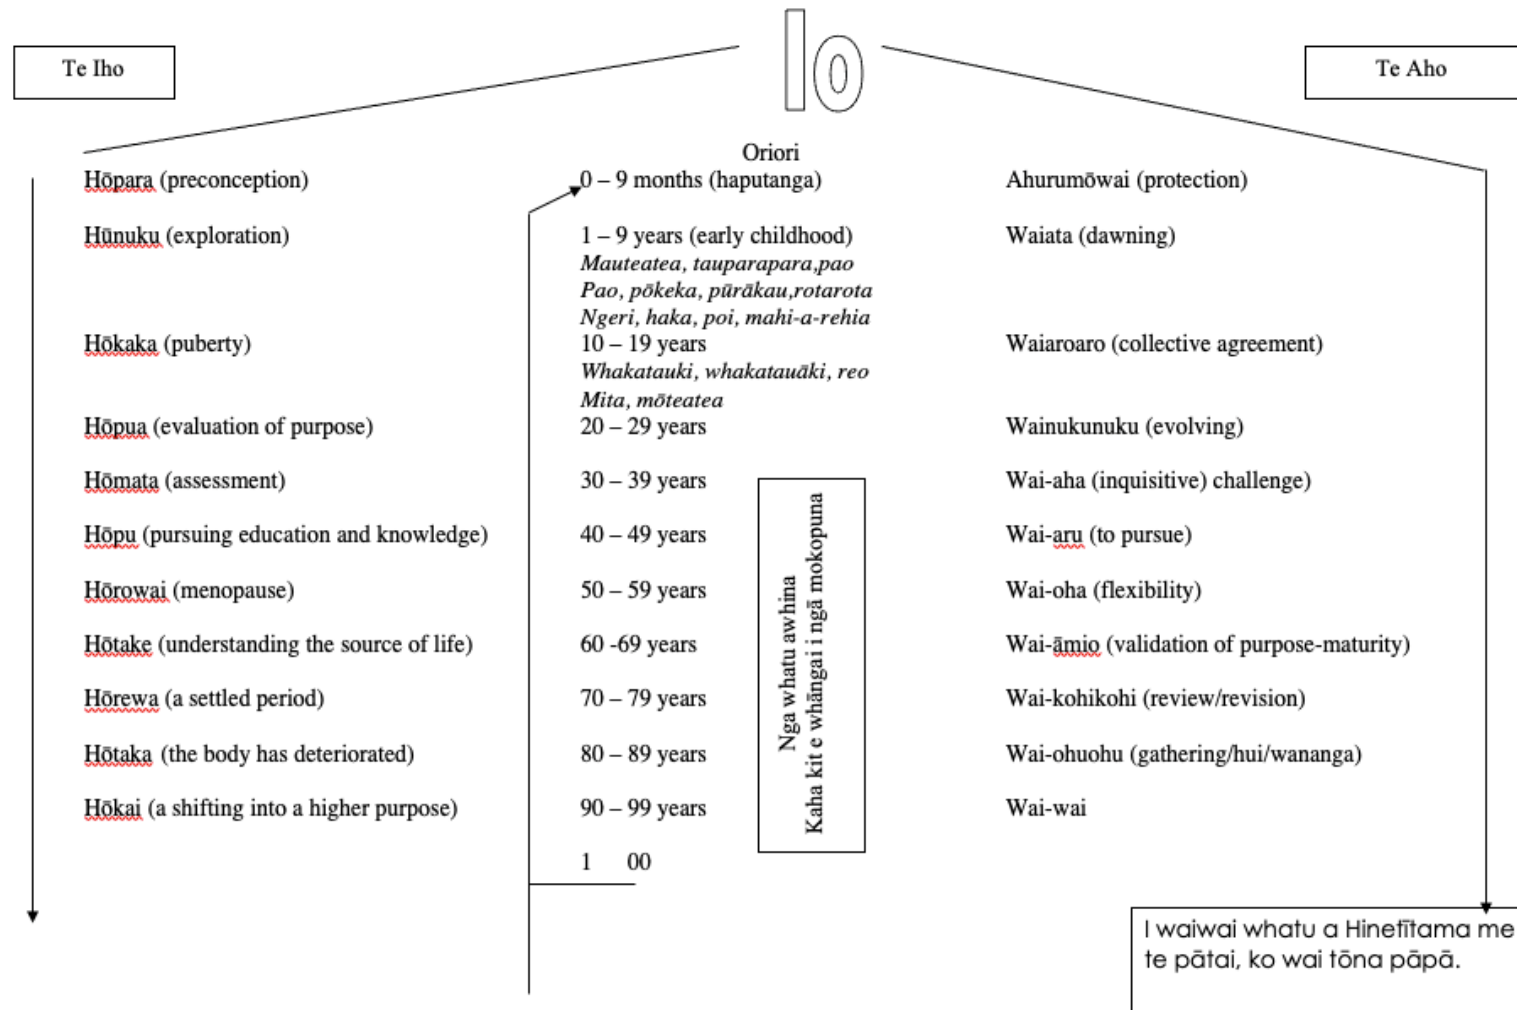 Io
Te Iho
Te Aho
Oriori
Hōpara (preconception) 0 – 9 months (haputanga) Ahurumōwai (protection)
Hūnuku (exploration) 1 – 9 years (early childhood) Waiata (dawning)
Mauteatea, tauparapara,pao
Pao, pōkeka, pūrākau,rotarota
Ngeri, haka, poi, mahi-a-rehia
Hōkaka (puberty) 10 – 19 years Waiaroaro (collective agreement)
Whakatauki, whakatauāki, reo
Mita, mōteatea
Hōpua (evaluation of purpose) 20 – 29 years Wainukunuku (evolving)
Hōmata (assessment) 30 – 39 years Wai-aha (inquisitive) challenge)
Hōpu (pursuing education and knowledge) 40 – 49 years Wai-aru (to pursue)
Hōrowai (menopause) 50 – 59 years Wai-oha (flexibility)
Hōtake (understanding the source of life) 60 -69 years Wai-āmio (validation of purpose-maturity)
Hōrewa (a settled period) 70 – 79 years Wai-kohikohi (review/revision)
Hōtaka (the body has deteriorated) 80 – 89 years Wai-ohuohu (gathering/hui/wananga)
Hōkai (a shifting into a higher purpose) 90 – 99 years Wai-wai
1 00
Nga whatu awhina
Kaha kit e whāngai i ngā mokopuna
I waiwai whatu a Hinetītama me
te pātai, ko wai tōna pāpā.